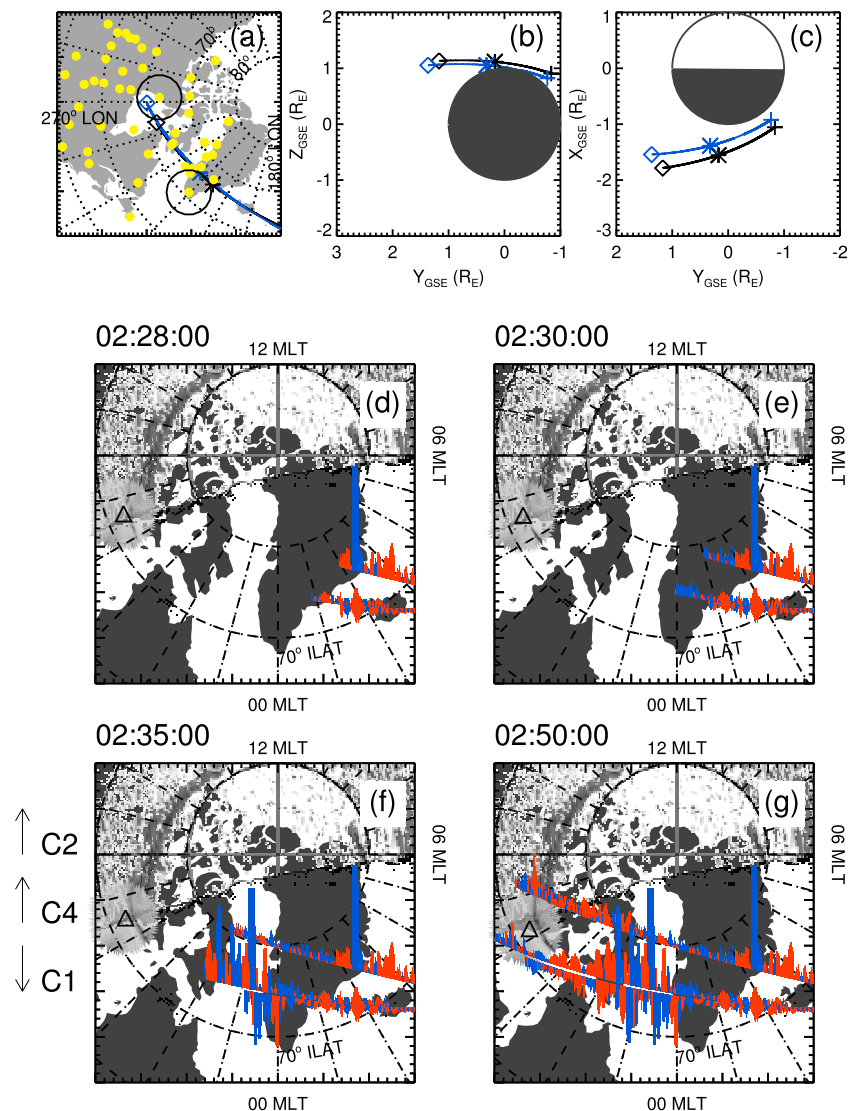 (a)
70°
80°
270° LON
180° LON
(b)
2
1
0
-1
-2
Z_GSE (R_E)
3
2
1
0
-1
Y_GSE (R_E)
(c)
1
0
-1
-2
-3
X_GSE (R_E)
2
1
0
-1
-2
Y_GSE (R_E)
02:28:00
12 MLT
(d)
06 MLT
70° ILAT
00 MLT
02:30:00
12 MLT
(e)
06 MLT
70° ILAT
00 MLT
C2
C4
C1
02:35:00
12 MLT
(f)
06 MLT
70° ILAT
00 MLT
02:50:00
12 MLT
(g)
06 MLT
70° ILAT
00 MLT